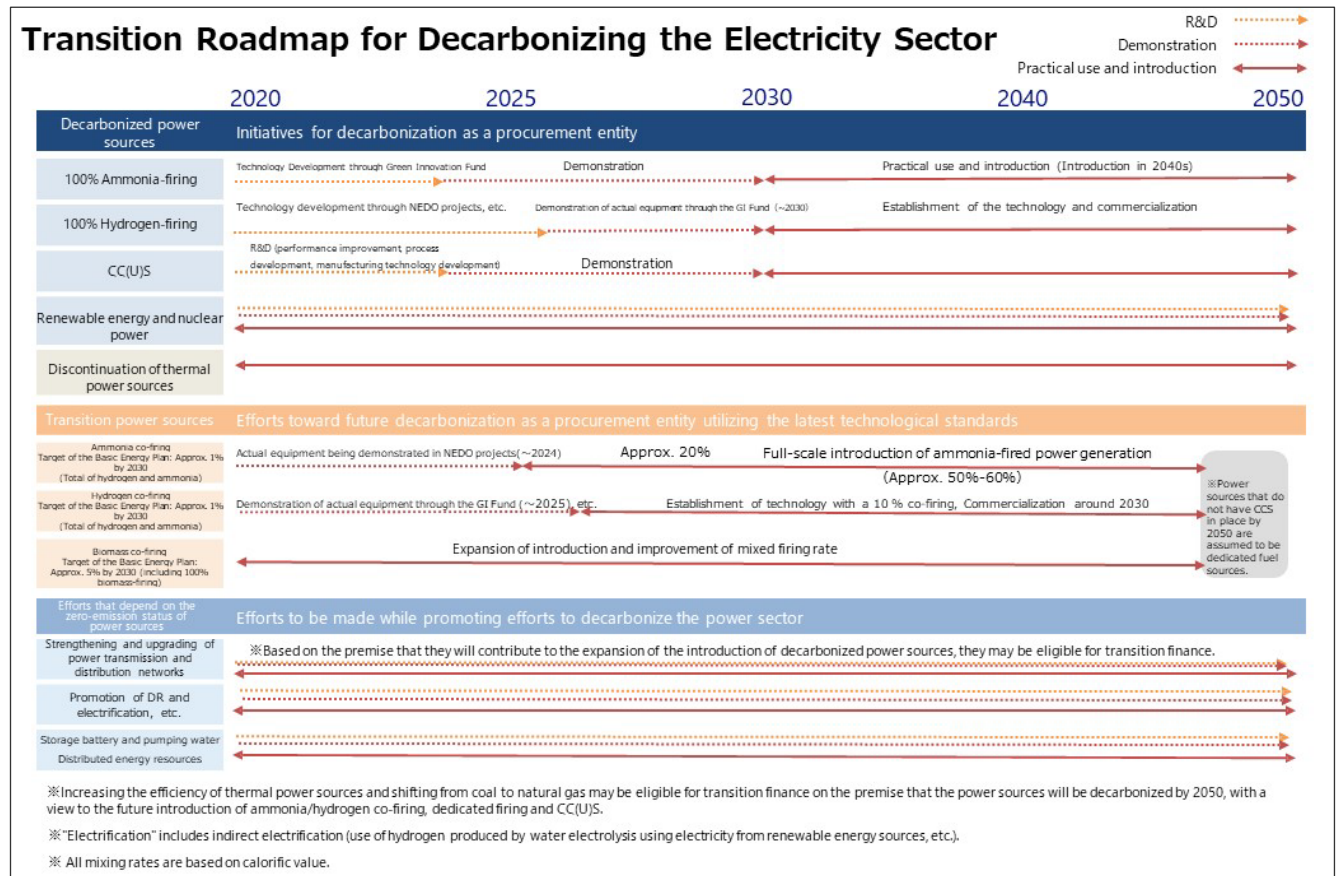 Transition Roadmap for Decarbonizing the Electricity Sector
R&D
Demonstration
Practical use and introduction
2020 2025 2030 2040 2050
Decarbonized power
sources
Initiatives for decarbonization as a procurement entity
100% Ammonia-firing
Technology Development through Green Innovation Fund
Demonstration
Practical use and introduction (Introduction in 2040s)
100% Hydrogen-firing
Technology development through NEDO projects, etc.
Demonstration of actual equipment through the GI Fund (~2030)
Establishment of the technology and commercialization
CC(U)S
R&D (performance improvement, process
development, manufacturing technology development)
Demonstration
Renewable energy and nuclear
power
Discontinuation of thermal
power sources
Transition power sources
Efforts toward future decarbonization as a procurement entity utilizing the latest technological standards
Ammonia co-firing
Target of the Basic Energy Plan: Approx. 1%
by 2030
(Total of hydrogen and ammonia)
Actual equipment being demonstrated in NEDO projects(~2024)
Approx. 20%
Full-scale introduction of ammonia-fired power generation
(Approx. 50%-60%)
Hydrogen co-firing
Target of the Basic Energy Plan: Approx. 1%
by 2030
(Total of hydrogen and ammonia)
Demonstration of actual equipment through the GI Fund (~2025), etc.
Establishment of technology with a 10 % co-firing, Commercialization around 2030
Biomass co-firing
Target of the Basic Energy Plan:
Approx. 5% by 2030 (including 100%
biomass-firing)
Expansion of introduction and improvement of mixed firing rate
※Power
sources that do
not have CCS
in place by
2050 are
assumed to be
dedicated fuel
sources.
Efforts that depend on the
zero-emission status of
power sources
Efforts to be made while promoting efforts to decarbonize the power sector
Strengthening and upgrading of
power transmission and
distribution networks
※Based on the premise that they will contribute to the expansion of the introduction of decarbonized power sources, they may be eligible for transition finance.
Promotion of DR and
electrification, etc.
Storage battery and pumping water
Distributed energy resources
※Increasing the efficiency of thermal power sources and shifting from coal to natural gas may be eligible for transition finance on the premise that the power sources will be decarbonized by 2050, with a
view to the future introduction of ammonia/hydrogen co-firing, dedicated firing and CC(U)S.
※"Electrification" includes indirect electrification (use of hydrogen produced by water electrolysis using electricity from renewable energy sources, etc.).
※ All mixing rates are based on calorific value.